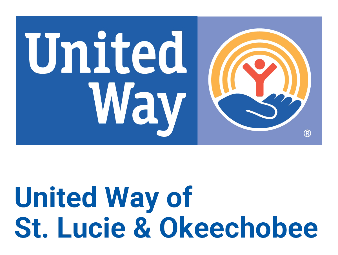 United
Way
®
United Way of
St. Lucie & Okeechobee